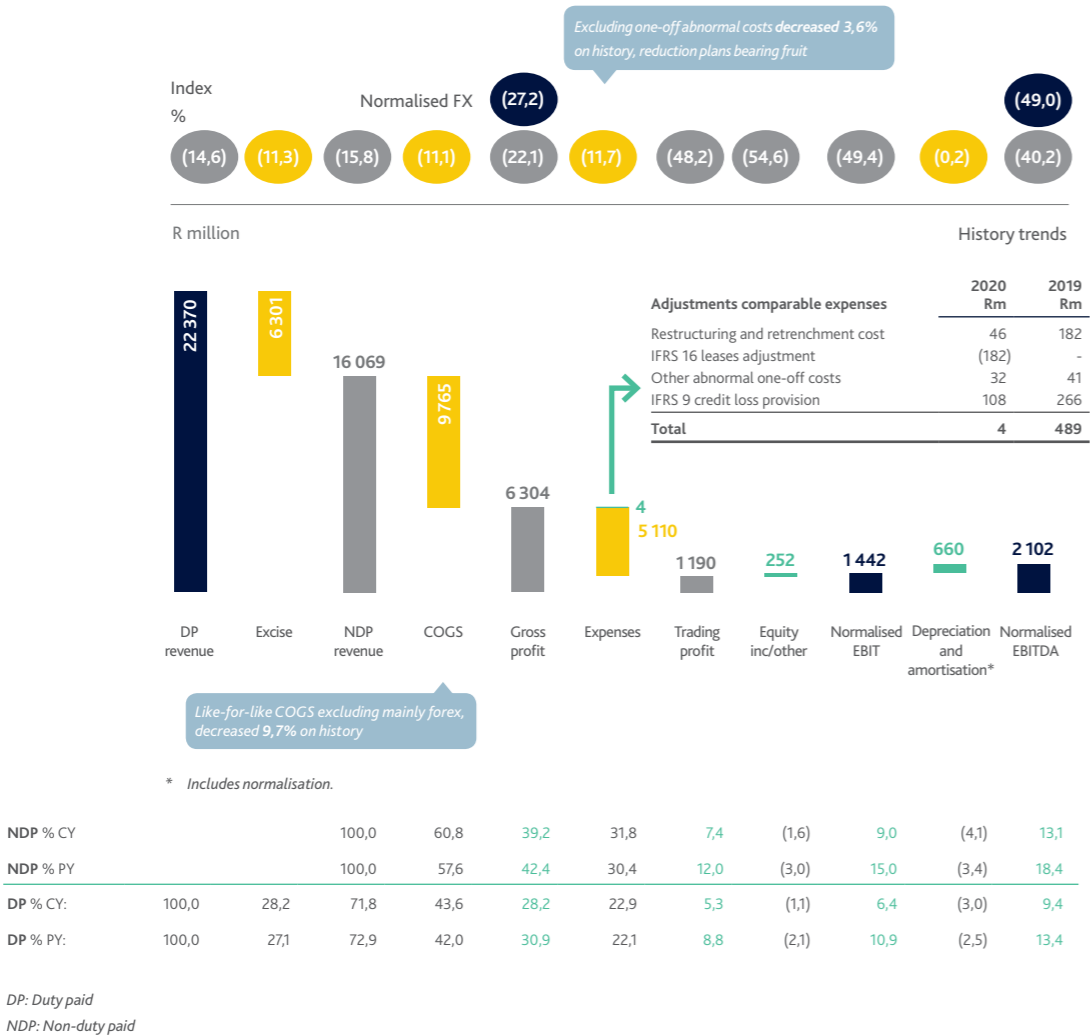 Excluding one-off abnormal costs decreased 3,6%
on history, reduction plans bearing fruit
Index
%
Normalised FX
(27,2)
(49,0)
(14,6) (11,3) (15,8) (11,1) (22,1) (11,7) (48,2) (54,6) (49,4) (0,2) (40,2)
R million
History trends
Adjustments comparable expenses 2020 Rm 2019 Rm
Restructuring and retrenchment cost 46 182
IFRS 16 leases adjustment (182) -
Other abnormal one-off costs 32 41
IFRS 9 credit loss provision 108 266
Total 4 489
22 370
6 301
16 069
9 765
6 304
4
5 110
1 190
252
1 442
660
2 102
DP revenue
Excise
NDP revenue
COGS
Gross profit
Expenses
Trading profit
Equity inc/other
Normalised EBIT
Depreciation and amortisation*
Normalised EBITDA
Like-for-like COGS excluding mainly forex,
decreased 9,7% on history
* Includes normalisation.
NDP % CY 100,0 60,8 39,2 31,8 7,4 (1,6) 9,0 (4,1) 13,1
NDP % PY 100,0 57,6 42,4 30,4 12,0 (3,0) 15,0 (3,4) 18,4
DP % CY: 100,0 28,2 71,8 43,6 28,2 22,9 5,3 (1,1) 6,4 (3,0) 9,4
DP % PY: 100,0 27,1 72,9 42,0 30,9 22,1 8,8 (2,1) 10,9 (2,5) 13,4
DP: Duty paid
NDP: Non-duty paid